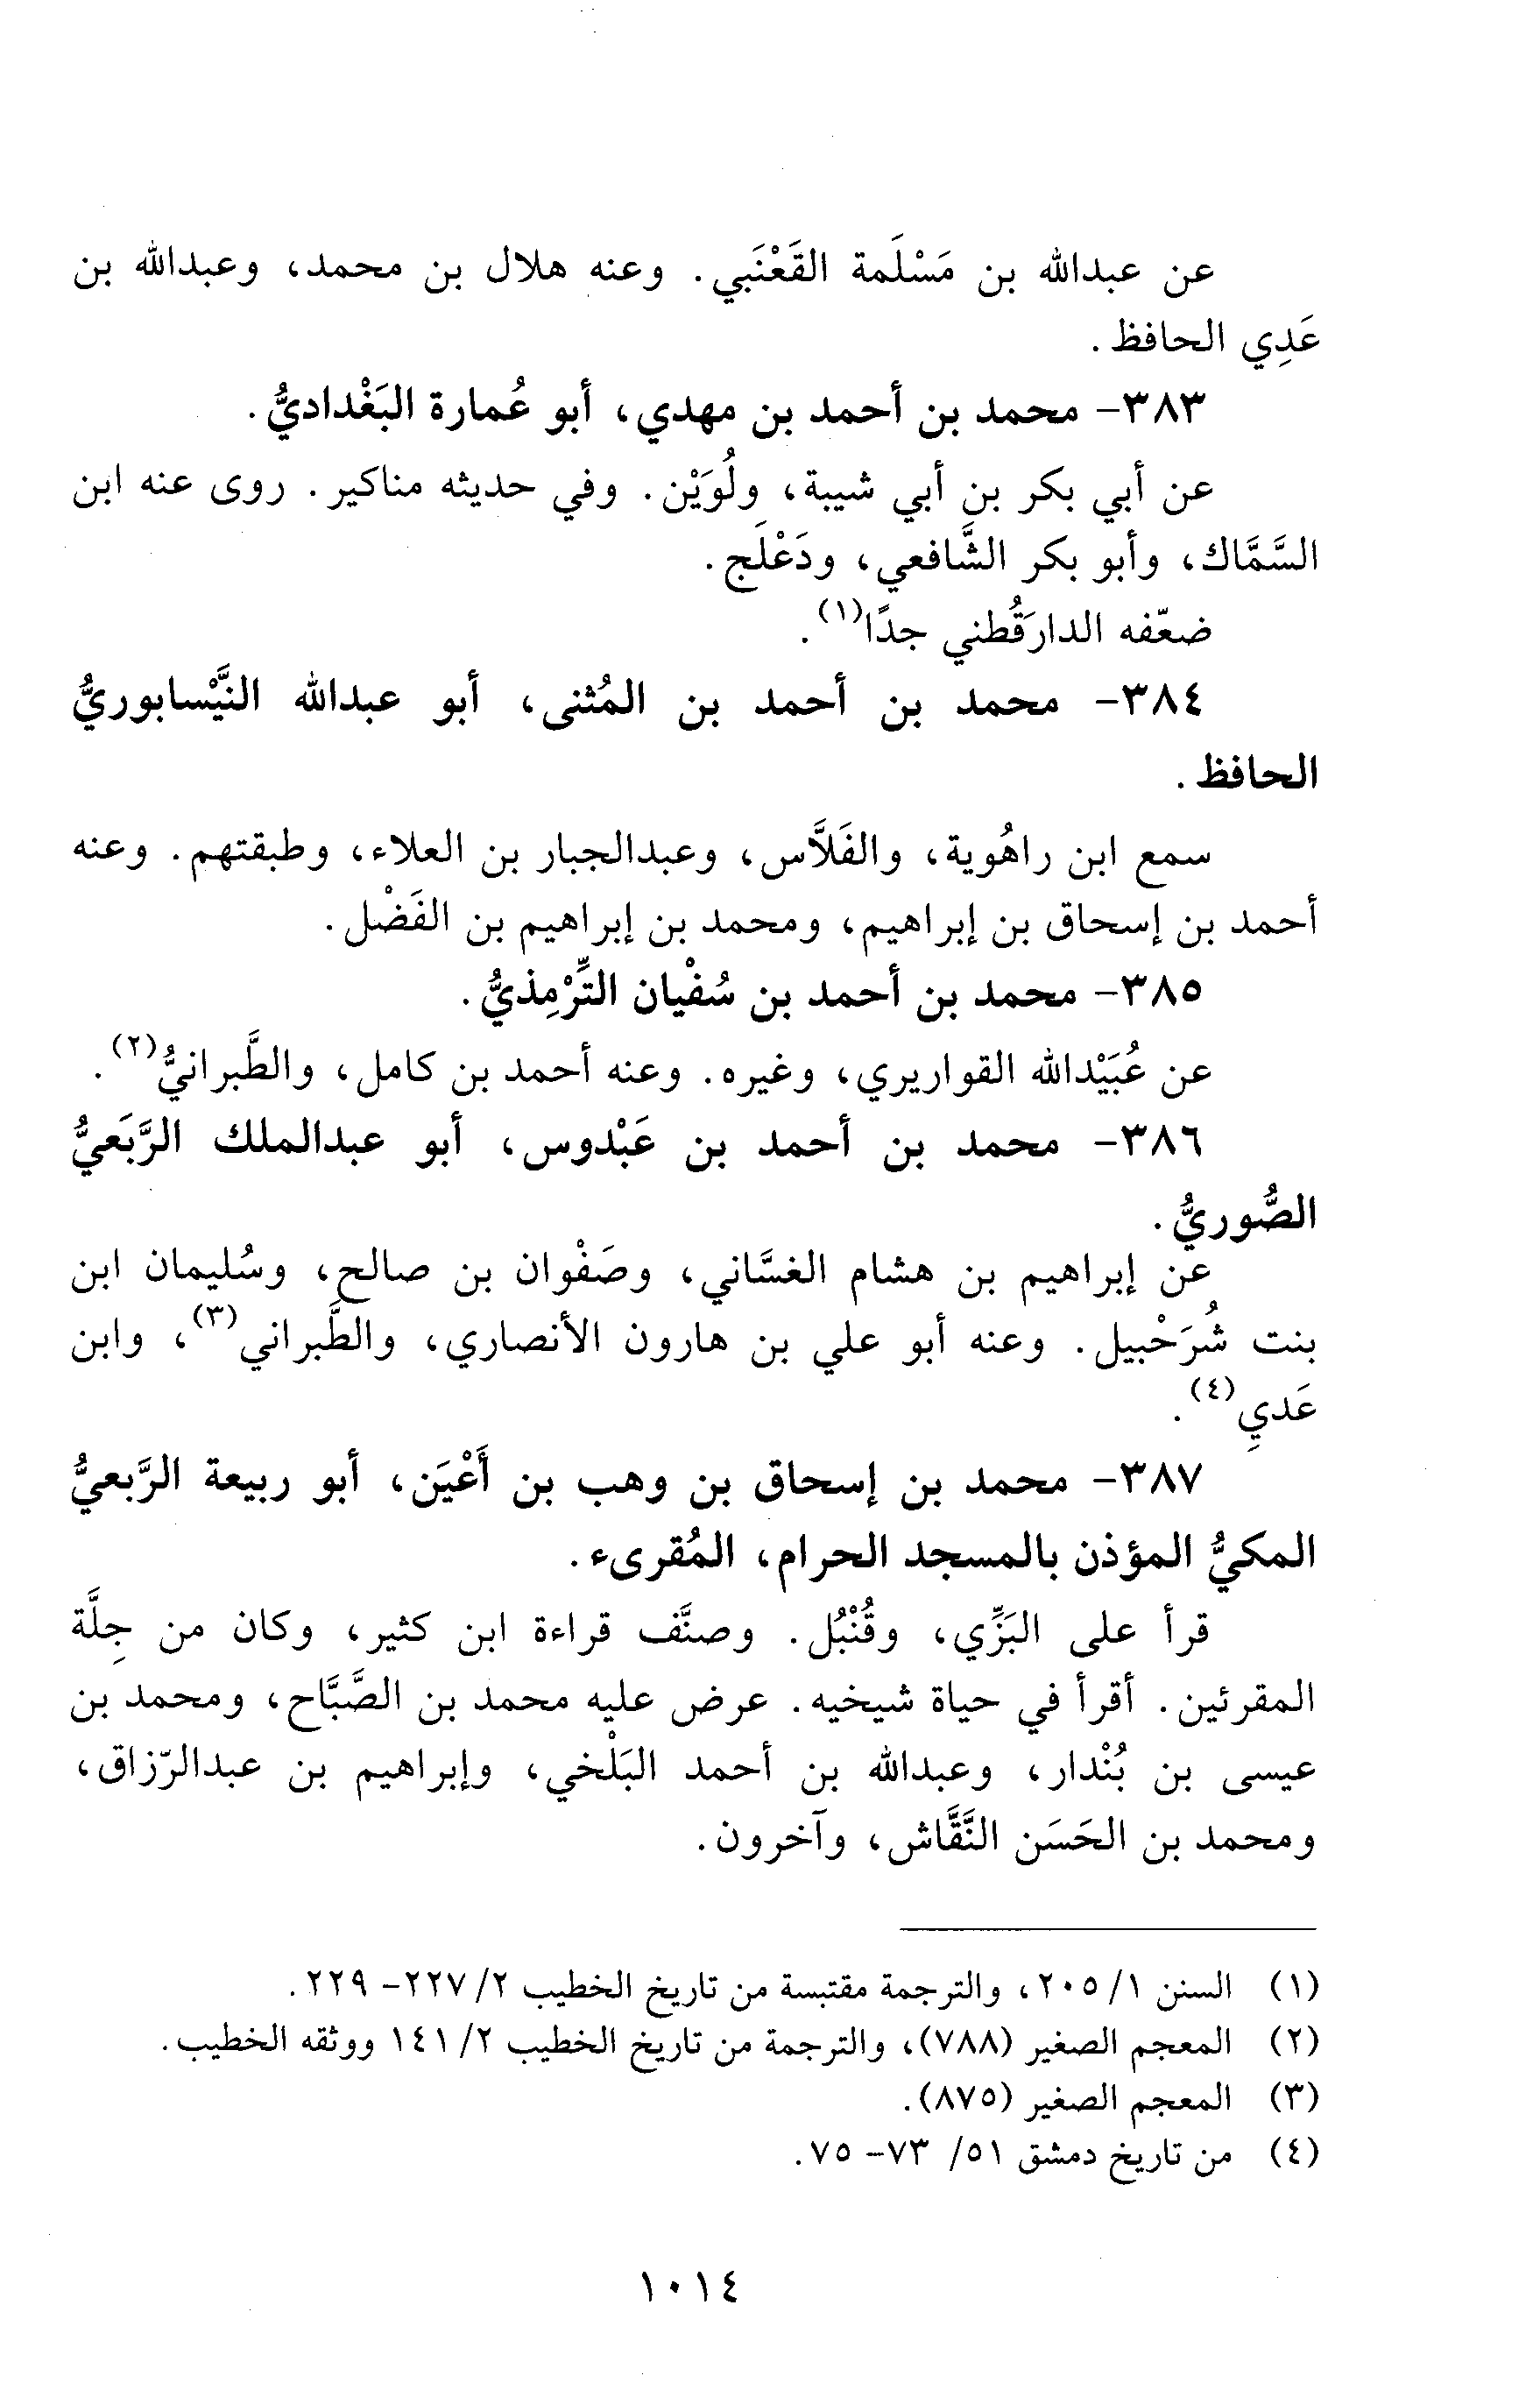 عن عبدالله بن مَسْلَمة القَعْنَبي. وعنه هلال بن محمد، وعبدالله بن
عَدِي الحافظ.
٣٨٣- محمد بن أحمد بن مهدي، أبو عُمارة البَغْداديُّ.
عن أبي بكر بن أبي شيبة، ولُوَيْن. وفي حديثه مناكير. روى عنه ابن
السَّمَّاك، وأبو بكر الشَّافعي، ودَعْلَج.
ضعّفه الدارَقُطني جدًا(١).
٣٨٤- محمد بن أحمد بن المُثنى، أبو عبدالله النَّيْسابوريُّ
الحافظ.
سمع ابن راهُوية، والفَلاَّس، وعبدالجبار بن العلاء، وطبقتهم. وعنه
أحمد بن إسحاق بن إبراهيم، ومحمد بن إبراهيم بن الفَضْل.
٣٨٥- محمد بن أحمد بن سُفْيان التِّرْمِذيُّ.
عن عُبَيْدالله القواريري، وغيره. وعنه أحمد بن كامل، والطَّبرانيُّ(٢).
٣٨٦- محمد بن أحمد بن عَبْدوس، أبو عبدالملك الرَّبَعيُّ
الصُّوريُّ.
عن إبراهيم بن هشام الغسَّاني، وصَفْوان بن صالح، وسُليمان ابن
بنت شُرَحْبيل. وعنه أبو علي بن هارون الأنصاري، والطَّبراني(٣)، وابن
عَديِ(٤).
٣٨٧- محمد بن إسحاق بن وهب بن أَعْيَن، أبو ربيعة الرَّبعيُّ
المكيُّ المؤذن بالمسجد الحرام، المُقرىء.
قرأ على البَزِّي، وقُنْبُل. وصنَّف قراءة ابن كثير، وكان من جِلَّة
المقرئين. أقرأ في حياة شيخيه. عرض عليه محمد بن الصَّبَّاح، ومحمد بن
عيسى بن بُنْدار، وعبدالله بن أحمد البَلْخي، وإبراهيم بن عبدالرّزاق،
ومحمد بن الحَسَن النَّقَّاش، وآخرون.
(١) السنن ١/ ٢٠٥، والترجمة مقتبسة من تاريخ الخطيب ٢/ ٢٢٧- ٢٢٩.
(٢) المعجم الصغير (٧٨٨)، والترجمة من تاريخ الخطيب ٢/ ١٤١ ووثقه الخطيب.
(٣) المعجم الصغير (٨٧٥).
(٤) من تاريخ دمشق ٥١/ ٧٣- ٧٥.
١٠١٤